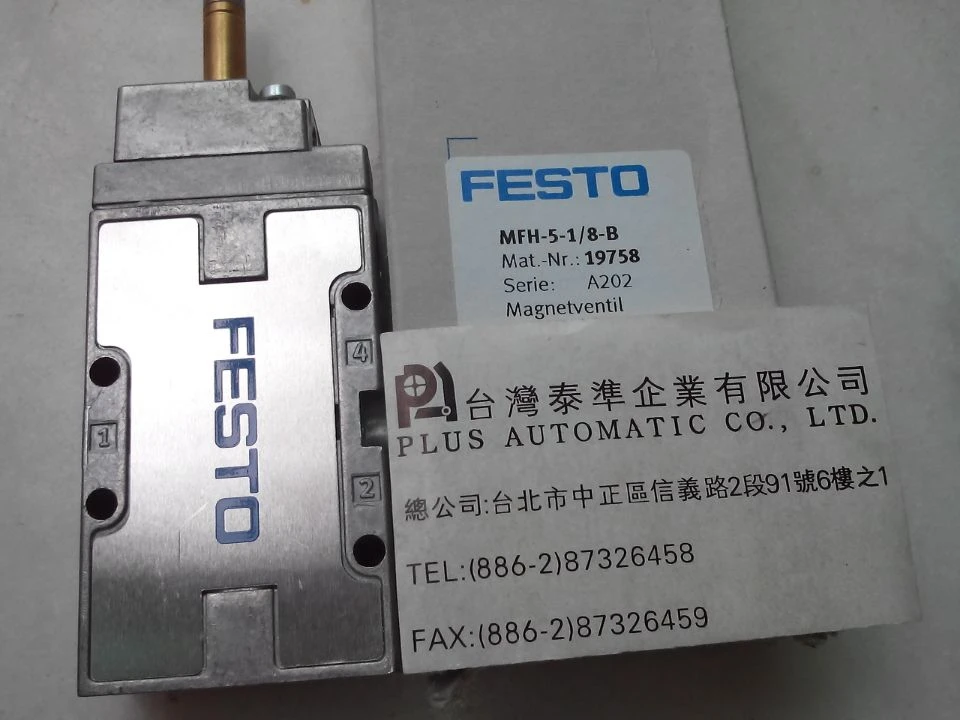 FESTO
1
4
2
FESTO
MFH-5-1/8-B
Mat.-Nr.: 19758
Serie: A202
Magnetventil
台灣泰準企業有限公司
PLUS AUTOMATIC CO., LTD.
總公司:台北市中正區信義路2段91號6樓之1
TEL:(886-2)87326458
FAX:(886-2)87326459